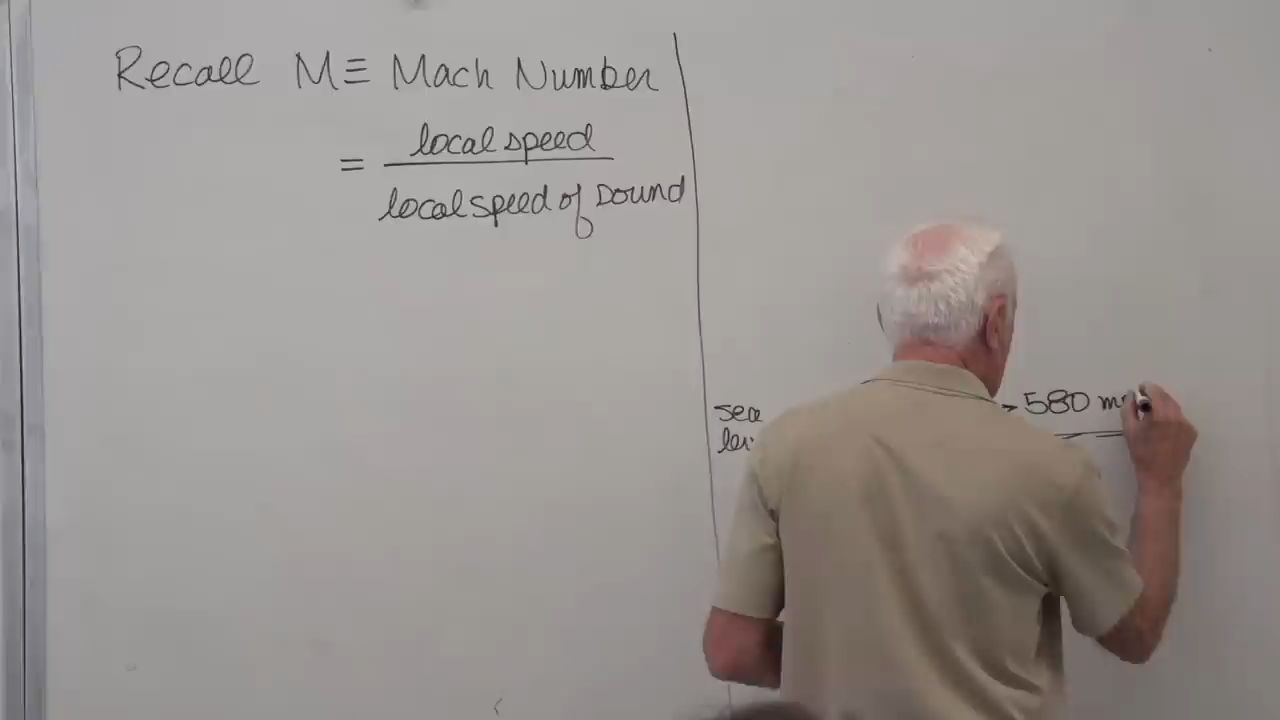 Recall M ≡ Mach Number
= local speed
local speed of sound
sea → 580